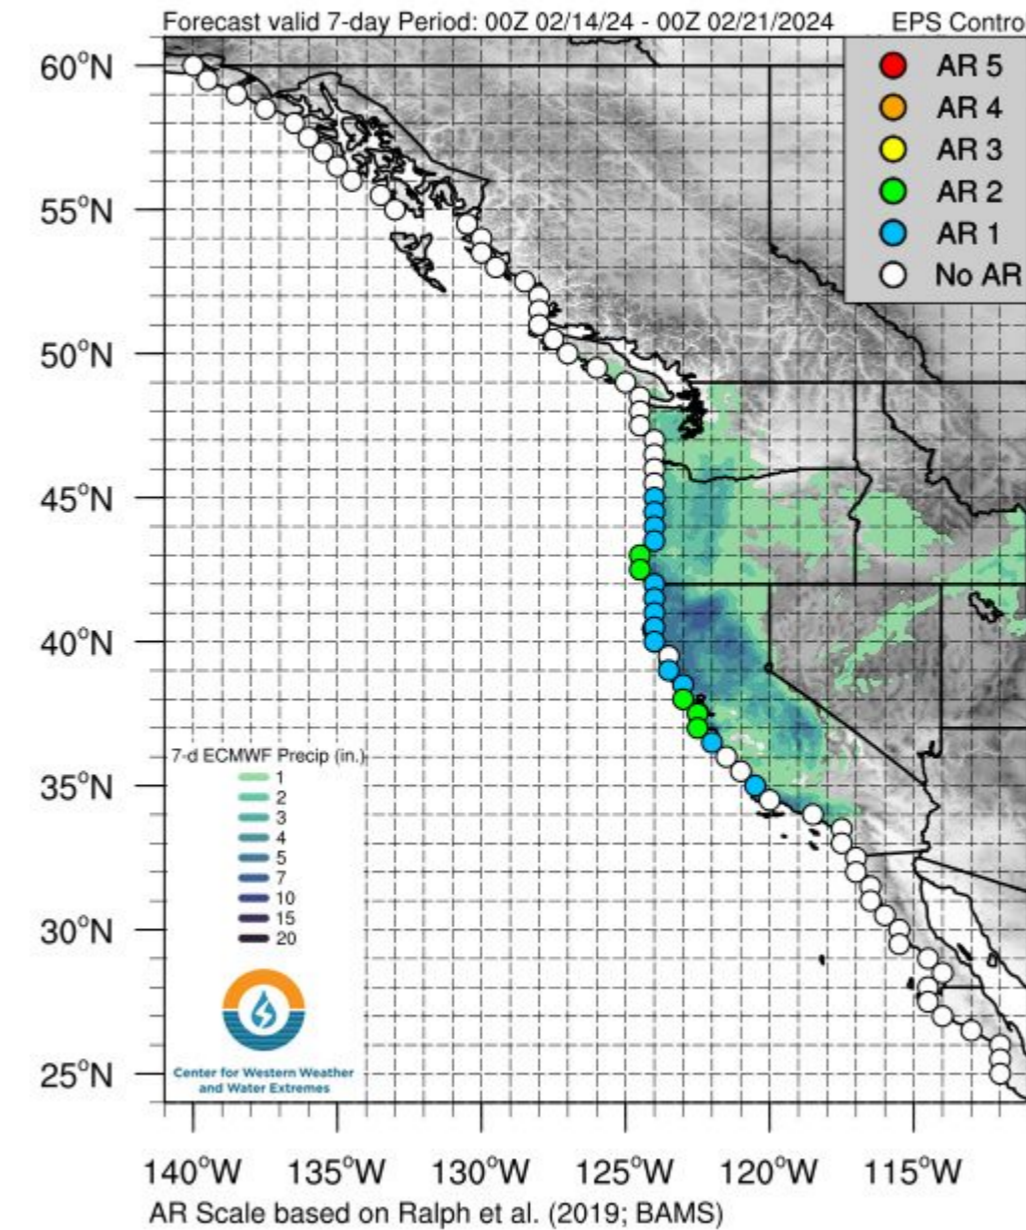 Forecast valid 7-day Period: 00Z 02/14/24 - 00Z 02/21/2024 EPS Contro
AR 5
AR 4
AR 3
AR 2
AR 1
No AR
60°N
55°N
50°N
45°N
40°N
35°N
30°N
25°N
7-d ECMWF Precip (in.)
1
2
3
4
5
7
10
15
20
Center for Western Weather
and Water Extremes
140°W 135°W 130°W 125°W 120°W 115°W
AR Scale based on Ralph et al. (2019; BAMS)